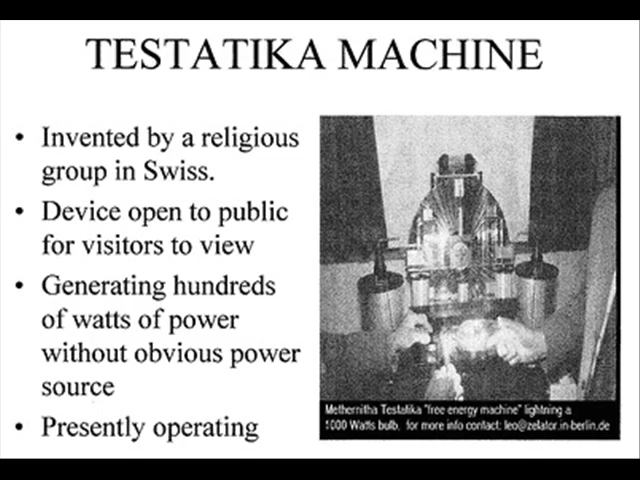 TESTATIKA MACHINE
• Invented by a religious
group in Swiss.
• Device open to public
for visitors to view
• Generating hundreds
of watts of power
without obvious power
source
• Presently operating
Methernitha Testatika "free energy machine" lightning a
1000 Watts bulb, for more info contact: leo@zelator.in-berlin.de